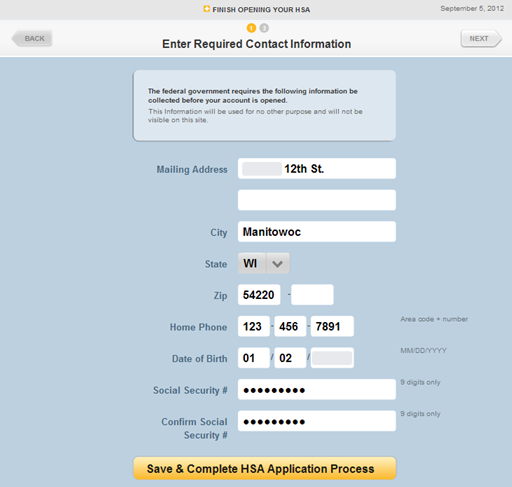 FINISH OPENING YOUR HSA
September 5, 2012
BACK
1 2
NEXT
Enter Required Contact Information
The federal government requires the following information be
collected before your account is opened.
This Information will be used for no other purpose and will not be
visible on this site.
Mailing Address 12th St.
City Manitowoc
State WI
Zip 54220 -
Home Phone 123 - 456 - 7891 Area code + number
Date of Birth 01 / 02 / MM/DD/YYYY
Social Security # ●●●●●●●●● 9 digits only
Confirm Social ●●●●●●●●● 9 digits only
Security #
Save & Complete HSA Application Process